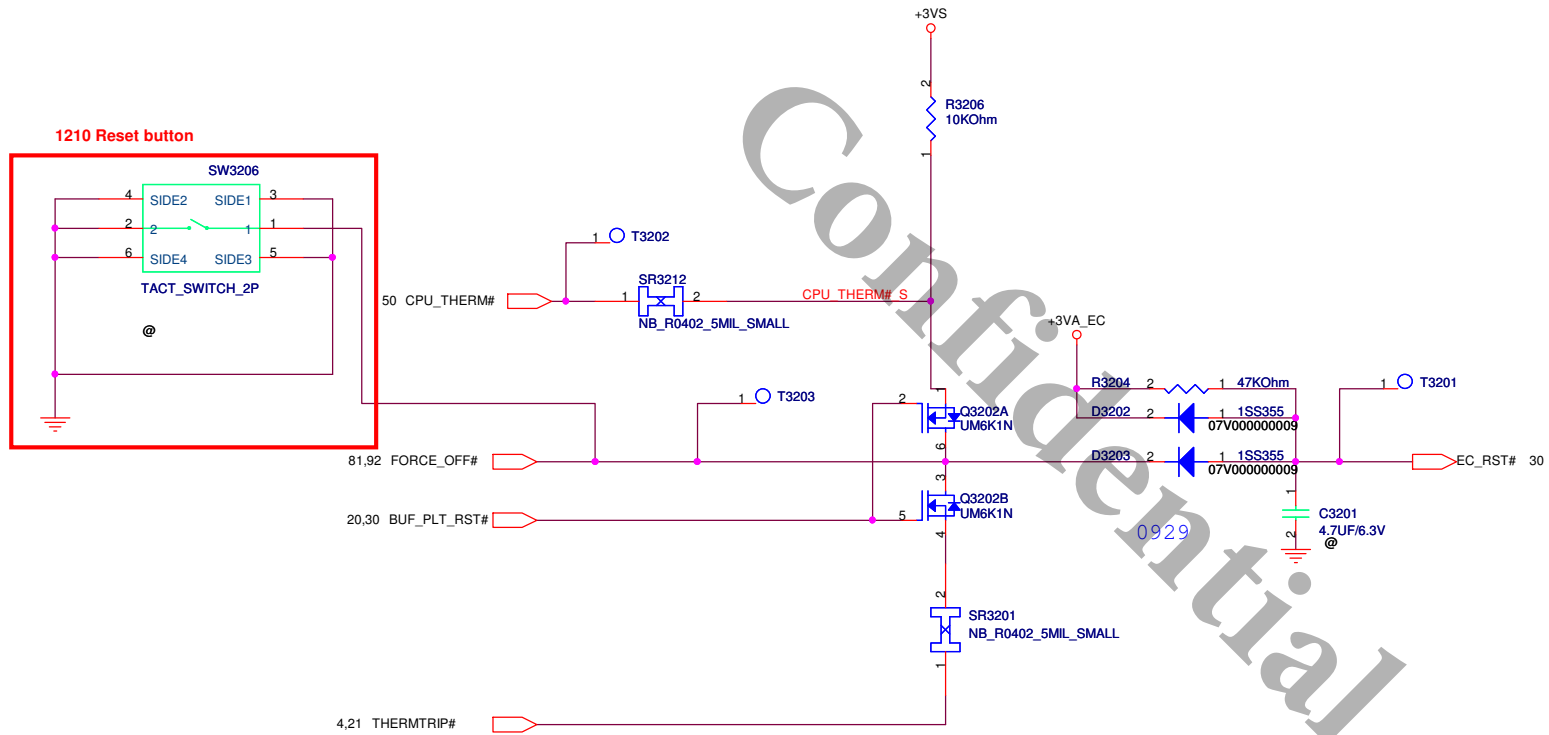 +3VS
2
R3206
10KOhm
1
1210 Reset button
SW3206
4 SIDE2 SIDE1 3
2 2 1 1
6 SIDE4 SIDE3 5
TACT_SWITCH_2P
@
1 T3202
SR3212
50 CPU_THERM# 1 2 CPU_THERM#_S
NB_R0402_5MIL_SMALL
+3VA_EC
R3204 2 1 47KOhm
1 T3201
1 T3203
1
2 Q3202A
UM6K1N
6
D3202 2 1 1SS355
07V000000009
81,92 FORCE_OFF#
D3203 2 1 1SS355
07V000000009
EC_RST# 30
3
Q3202B
UM6K1N
20,30 BUF_PLT_RST# 5
4
1
C3201
4.7UF/6.3V
2
@
0929
2
SR3201
NB_R0402_5MIL_SMALL
1
4,21 THERMTRIP#
Confidential